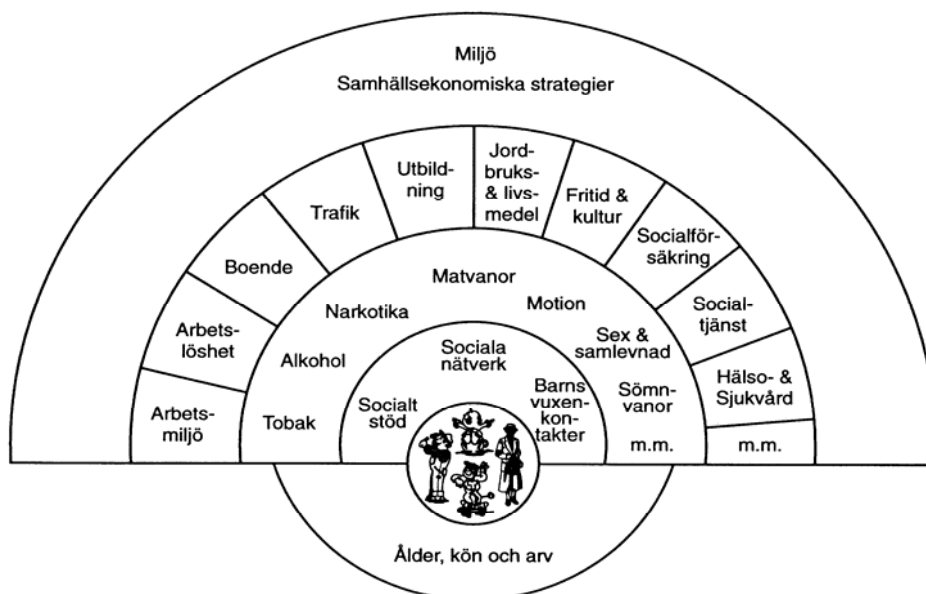 Miljö
Samhällsekonomiska strategier
Arbets-
miljö
Arbets-
löshet
Boende
Trafik
Utbild-
ning
Jord-
bruks-
& livs-
medel
Fritid &
kultur
Socialför-
säkring
Social-
tjänst
Hälso- &
Sjukvård
m.m.
Tobak
Alkohol
Narkotika
Matvanor
Motion
Sex &
samlevnad
Sömn-
vanor
m.m.
Socialt
stöd
Sociala
nätverk
Barns
vuxen-
kon-
takter
Ålder, kön och arv